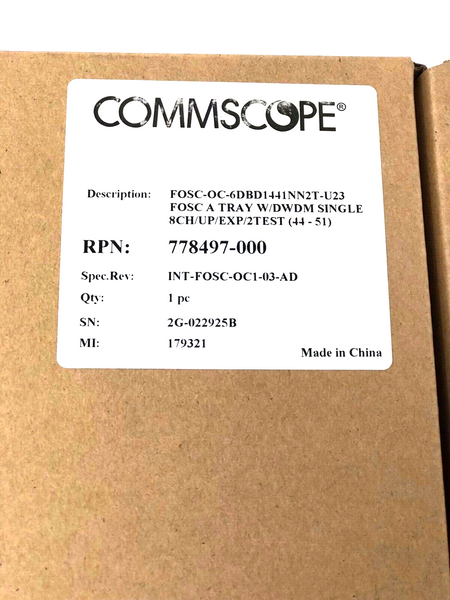 COMMSCOPE®
Description: FOSC-OC-6DBD1441NN2T-U23
FOSC A TRAY W/DWDM SINGLE
8CH/UP/EXP/2TEST (44 - 51)
RPN: 778497-000
Spec.Rev: INT-FOSC-OC1-03-AD
Qty: 1 pc
SN: 2G-022925B
MI: 179321
Made in China